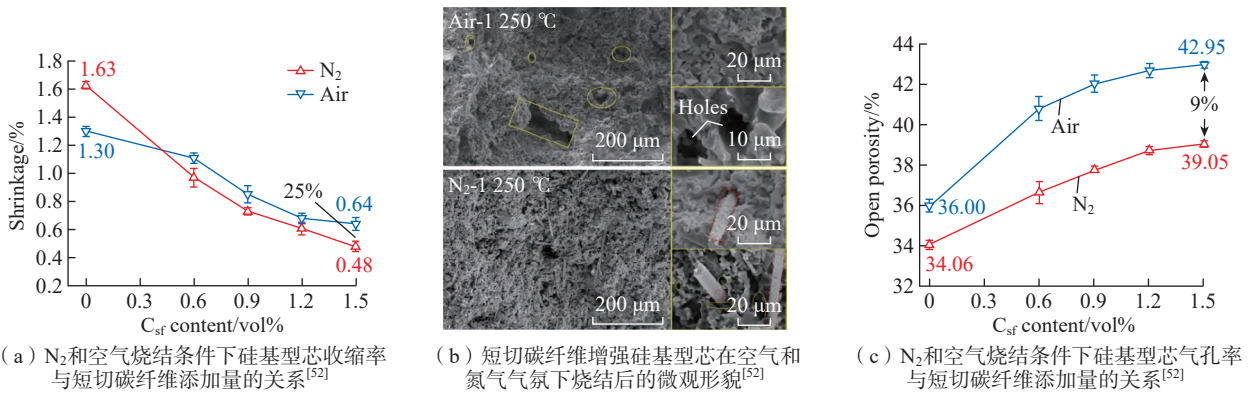 Shrinkage/%
1.8
1.6
1.4
1.2
1.0
0.8
0.6
0.4
0.2
1.63
1.30
N₂
Air
25%
0.64
0.48
0 0.3 0.6 0.9 1.2 1.5
C_sf content/vol%
（a）N₂和空气烧结条件下硅基型芯收缩率
与短切碳纤维添加量的关系[52]
Air-1 250 ℃
200 μm
20 μm
Holes
10 μm
N₂-1 250 ℃
200 μm
20 μm
20 μm
（b）短切碳纤维增强硅基型芯在空气和
氮气气氛下烧结后的微观形貌[52]
Open porosity/%
44
42
40
38
36
34
32
42.95
9%
Air
39.05
36.00
N₂
34.06
0 0.3 0.6 0.9 1.2 1.5
C_sf content/vol%
（c）N₂和空气烧结条件下硅基型芯气孔率
与短切碳纤维添加量的关系[52]